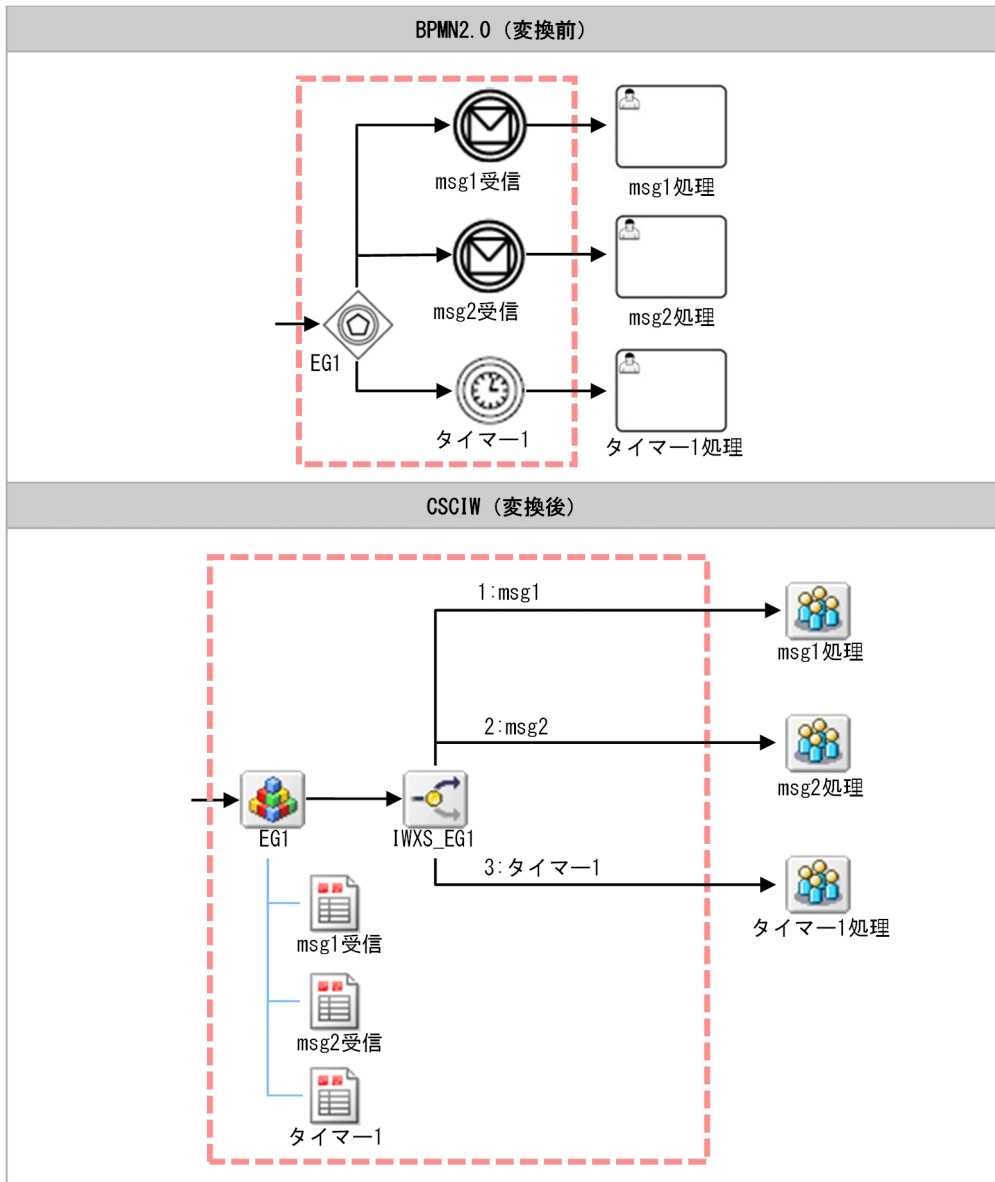 BPMN2.0（変換前）
msg1受信
msg1処理
msg2受信
msg2処理
EG1
タイマー1
タイマー1処理
CSCIW（変換後）
1:msg1
msg1処理
2:msg2
msg2処理
EG1
IWXS_EG1
3:タイマー1
タイマー1処理
msg1受信
msg2受信
タイマー1